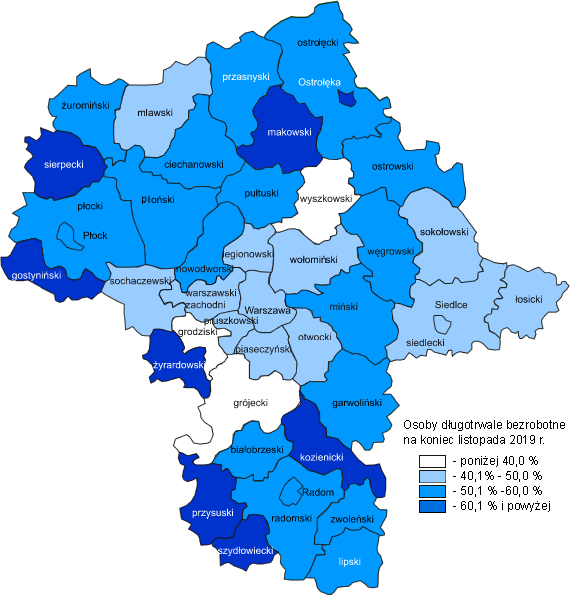 ostrołęcki
przasnyski
Ostrołęka
żuromiński
mlawski
makowski
sierpecki
ciechanowski
ostrowski
płocki
płoński
pułtuski
wyszkowski
sokołowski
Płock
węgrowski
legionowski
wołomiński
gostyniński
nowodworski
sochaczewski
warszawski
zachodni
Warszawa
miński
Siedlce
łosicki
pruszkowski
grodziski
otwocki
siedlecki
piaseczyński
żyrardowski
grójecki
garwoliński
Osoby długotrwale bezrobotne
na koniec listopada 2019 r.
- poniżej 40,0 %
- 40,1% - 50,0 %
- 50,1 % -60,0 %
- 60,1 % i powyżej
białobrzeski
kozienicki
Radom
przysuski
radomski
zwoleński
szydłowiecki
lipski